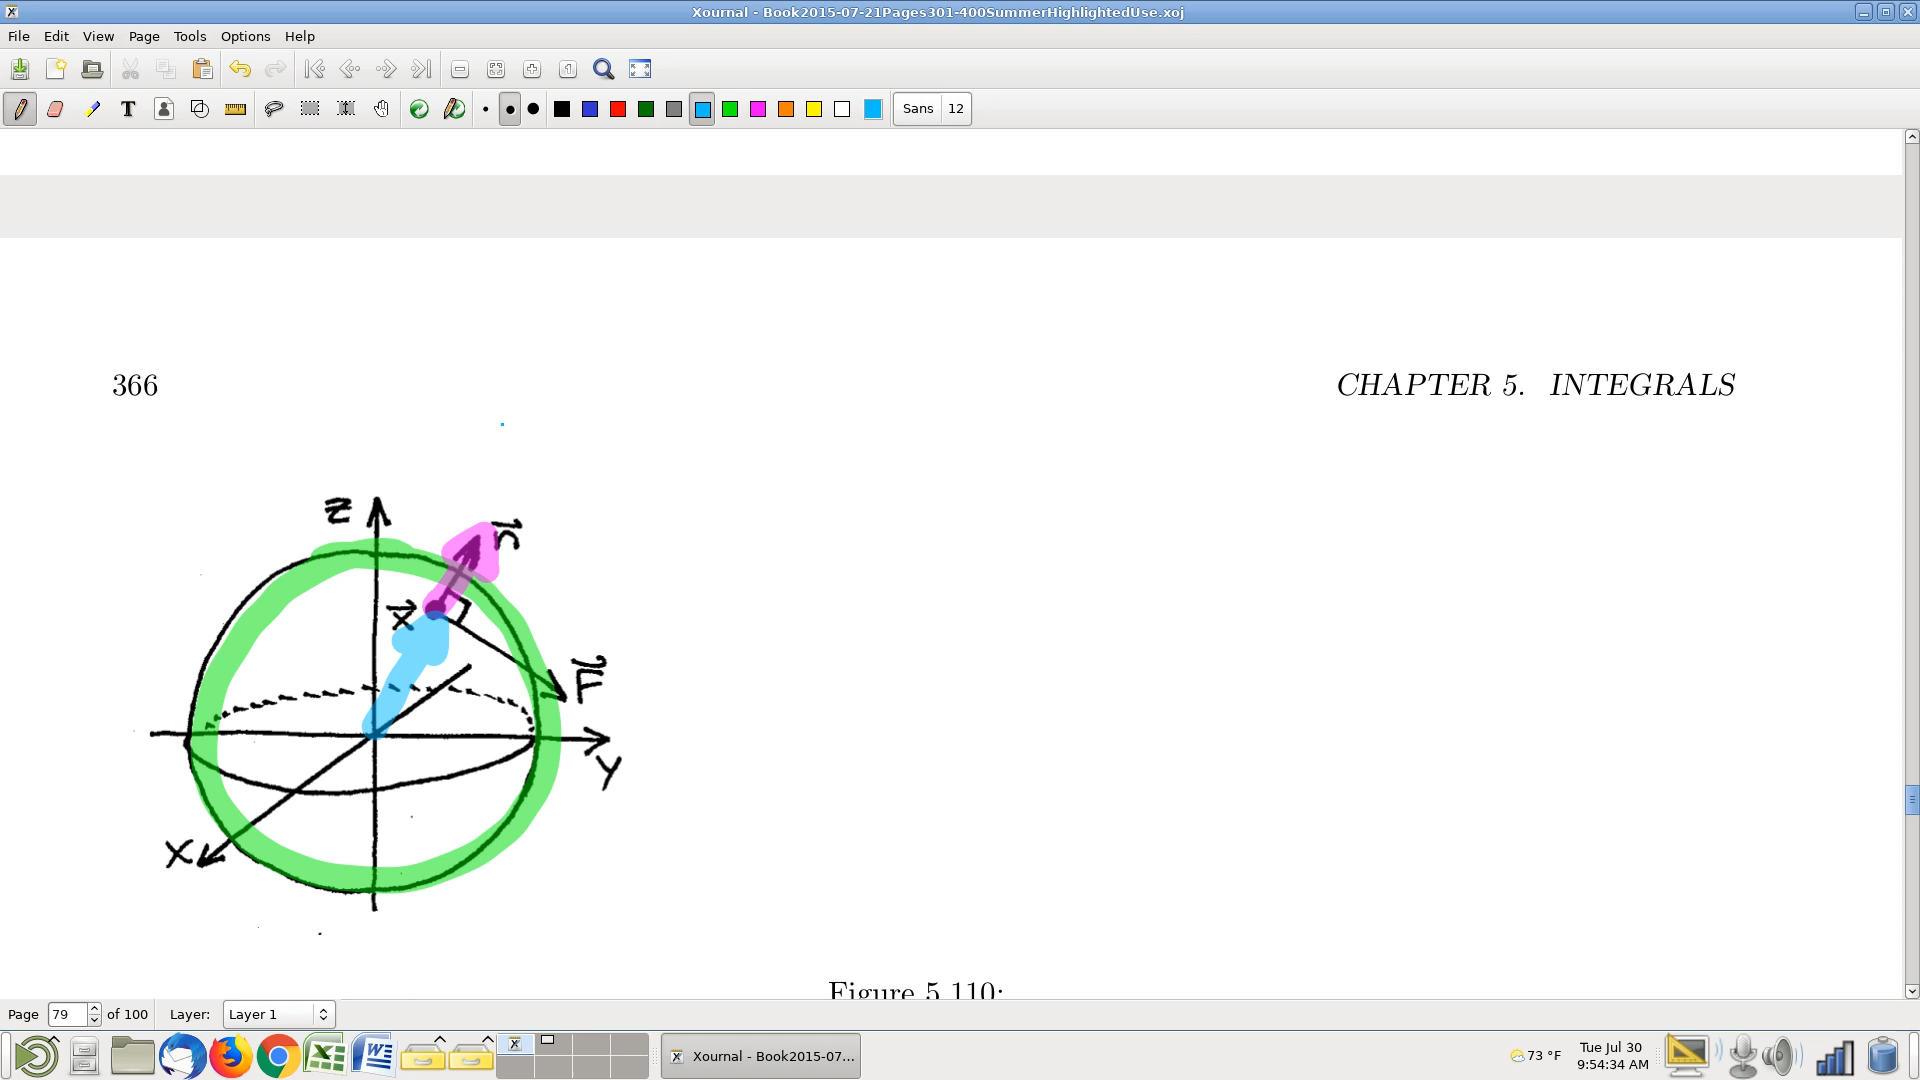 Xournal - Book2015-07-21Pages301-400SummerHighlightedUse.xoj
File Edit View Page Tools Options Help
Sans 12
366 CHAPTER 5. INTEGRALS
z
n
x
F
y
x
Figure 5.110:
Page 79 of 100 Layer: Layer 1
Xournal - Book2015-07...
73 °F
Tue Jul 30
9:54:34 AM